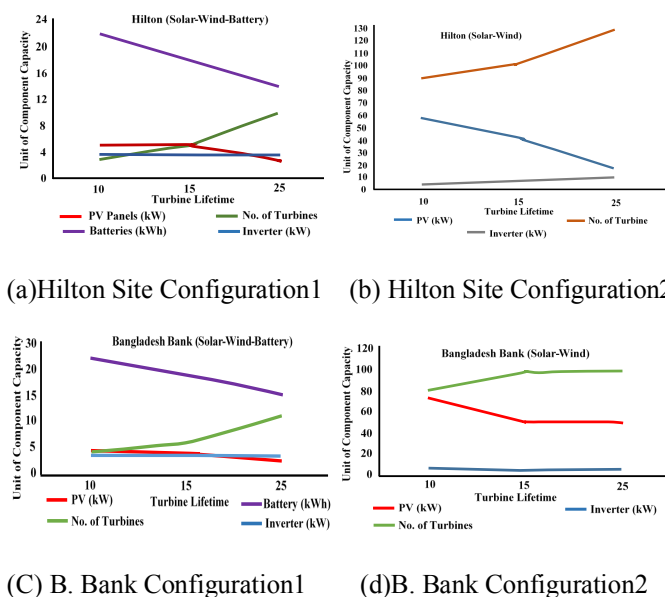 Hilton (Solar-Wind-Battery)
Unit of Component Capacity
24
20
16
12
8
4
0
10 15 25
Turbine Lifetime
PV Panels (kW) No. of Turbines
Batteries (kWh) Inverter (kW)
(a)Hilton Site Configuration1
Hilton (Solar-Wind)
Unit of Component Capacity
130
120
110
100
90
80
70
60
50
40
30
20
10
0
10 15 25
Turbine Lifetime
PV (kW) No. of Turbine
Inverter (kW)
(b) Hilton Site Configuration2
Bangladesh Bank (Solar-Wind-Battery)
Unit of Component Capacity
30
25
20
15
10
5
0
10 15 25
PV (kW) Turbine Lifetime Battery (kWh)
No. of Turbines Inverter (kW)
(C) B. Bank Configuration1
Bangladesh Bank (Solar-Wind)
Unit of Component Capacity
120
100
80
60
40
20
0
10 15 25
Turbine Lifetime
PV (kW) Inverter (kW)
No. of Turbines
(d)B. Bank Configuration2